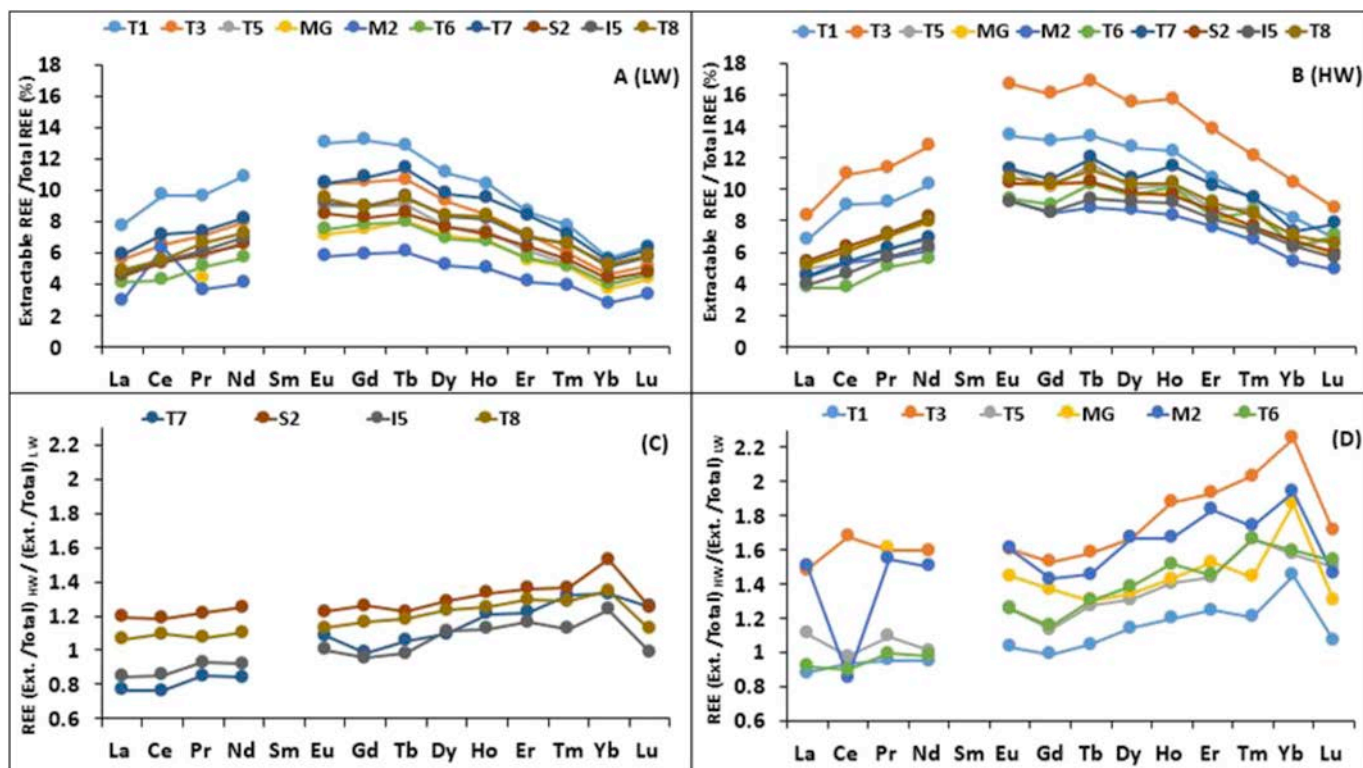 T1 T3 T5 MG M2 T6 T7 S2 I5 T8
A (LW)
Extractable REE /Total REE (%)
18
16
14
12
10
8
6
4
2
0
La Ce Pr Nd Sm Eu Gd Tb Dy Ho Er Tm Yb Lu
T1 T3 T5 MG M2 T6 T7 S2 I5 T8
B (HW)
Extractable REE / Total REE (%)
18
16
14
12
10
8
6
4
2
0
La Ce Pr Nd Sm Eu Gd Tb Dy Ho Er Tm Yb Lu
T7 S2 I5 T8
(C)
REE (Ext. /Total) HW / (Ext. /Total) LW
2.2
2
1.8
1.6
1.4
1.2
1
0.8
0.6
La Ce Pr Nd Sm Eu Gd Tb Dy Ho Er Tm Yb Lu
T1 T3 T5 MG M2 T6
(D)
REE (Ext. /Total) HW /(Ext. /Total) LW
2.2
2
1.8
1.6
1.4
1.2
1
0.8
0.6
La Ce Pr Nd Sm Eu Gd Tb Dy Ho Er Tm Yb Lu